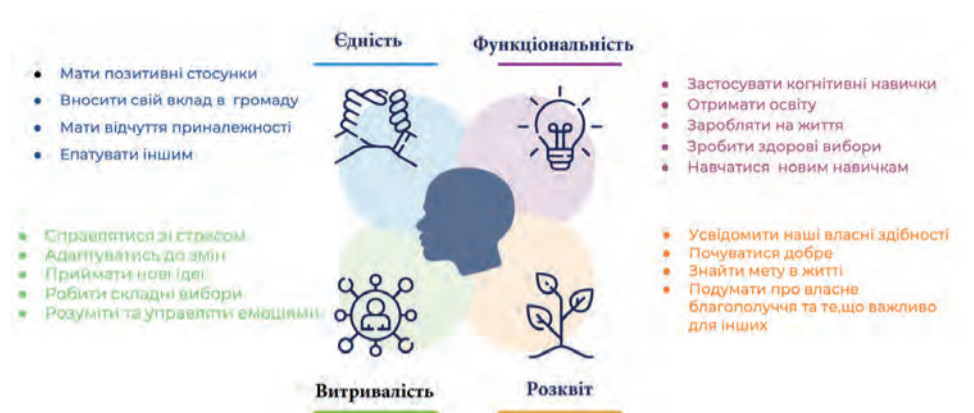 Єдність
Мати позитивні стосунки
Вносити свій вклад в громаду
Мати відчуття приналежності
Епатувати іншим
Функціональність
Застосувати когнітивні навички
Отримати освіту
Заробляти на життя
Зробити здорові вибори
Навчатися новим навичкам
Справлятися зі стресом
Адаптуватись до змін
Приймати нові ідеї
Робити складні вибори
Розуміти та управляти емоціями
Витривалість
Усвідомити наші власні здібності
Почуватися добре
Знайти мету в житті
Подумати про власне
благополуччя та те,що важливо
для інших
Розквіт